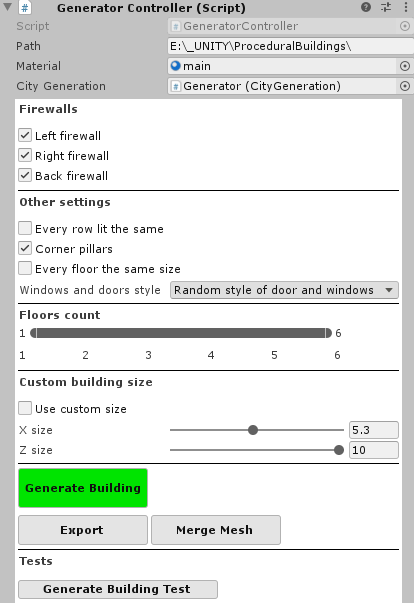 Generator Controller (Script)
Script GeneratorController
Path E:\_UNITY\ProceduralBuildings\
Material main
City Generation Generator (CityGeneration)
Firewalls
Left firewall
Right firewall
Back firewall
Other settings
Every row lit the same
Corner pillars
Every floor the same size
Windows and doors style Random style of door and windows
Floors count
1 6
1 2 3 4 5 6
Custom building size
Use custom size
X size 5.3
Z size 10
Generate Building
Export Merge Mesh
Tests
Generate Building Test